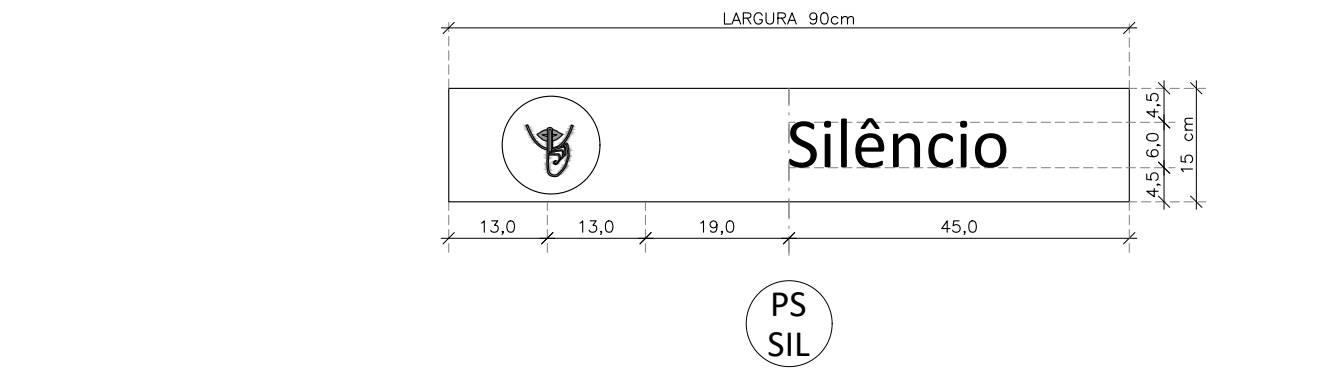 LARGURA 90cm
Silêncio
4,5
6,0
4,5
15 cm
13,0
13,0
19,0
45,0
PS
SIL